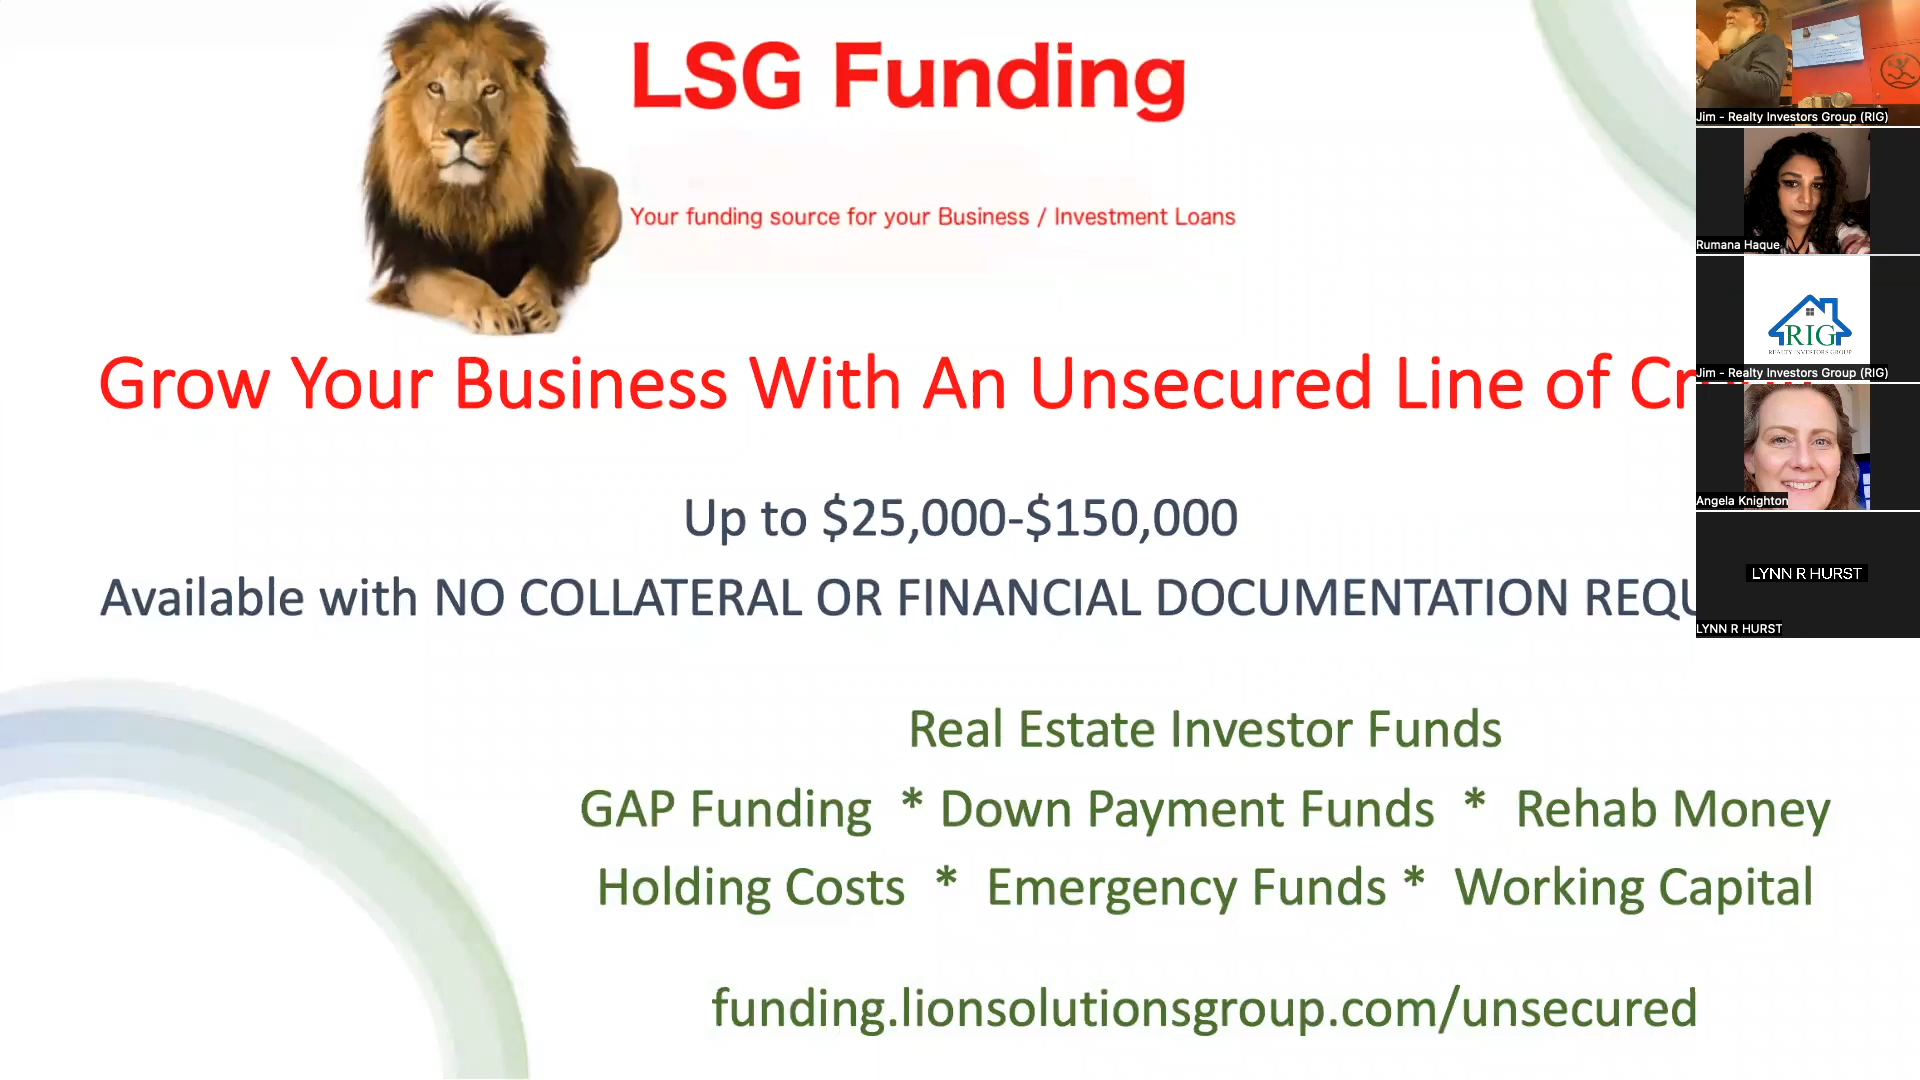 LSG Funding
Your funding source for your Business / Investment Loans
Grow Your Business With An Unsecured Line of
Up to $25,000-$150,000
Available with NO COLLATERAL OR FINANCIAL DOCUMENTATION
Real Estate Investor Funds
GAP Funding * Down Payment Funds * Rehab Money
Holding Costs * Emergency Funds * Working Capital
funding.lionsolutionsgroup.com/unsecured
Jim - Realty Investors Group (RIG)
Rumana Haque
RIG
REALTY INVESTORS GROUP
Jim - Realty Investors Group (RIG)
Angela Knighton
LYNN R HURST
LYNN R HURST